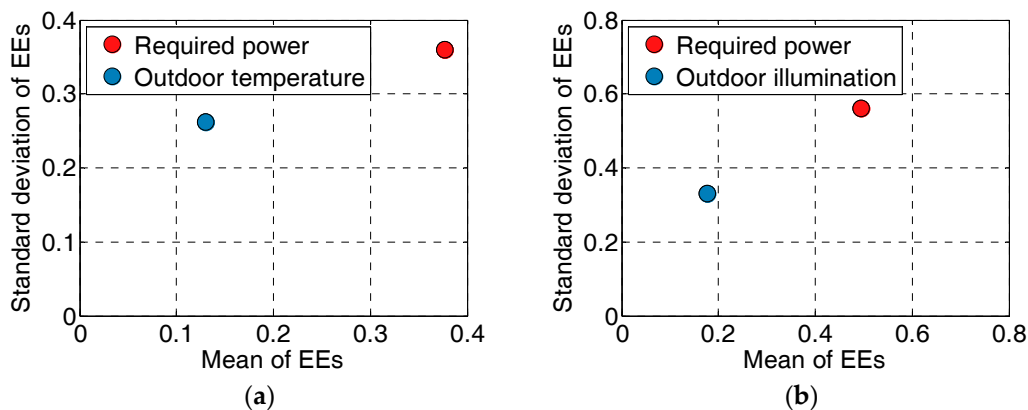 0.4
0.3
0.2
0.1
0
Standard deviation of EEs
Required power
Outdoor temperature
0
0.1
0.2
0.3
0.4
Mean of EEs
(a)
0.8
0.6
0.4
0.2
0
Standard deviation of EEs
Required power
Outdoor illumination
0
0.2
0.4
0.6
0.8
Mean of EEs
(b)